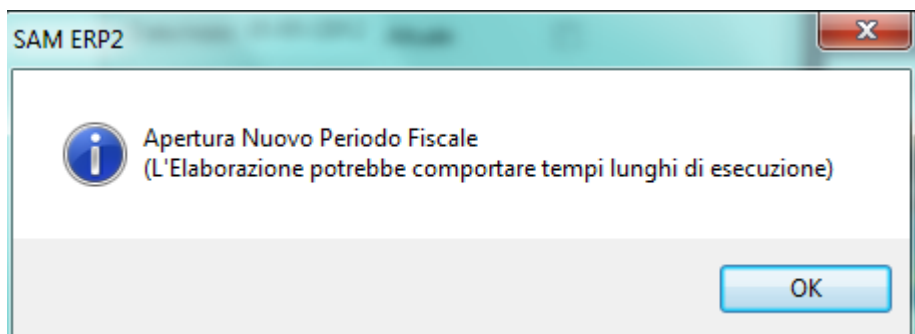 SAM ERP2
Apertura Nuovo Periodo Fiscale
(L'Elaborazione potrebbe comportare tempi lunghi di esecuzione)
OK